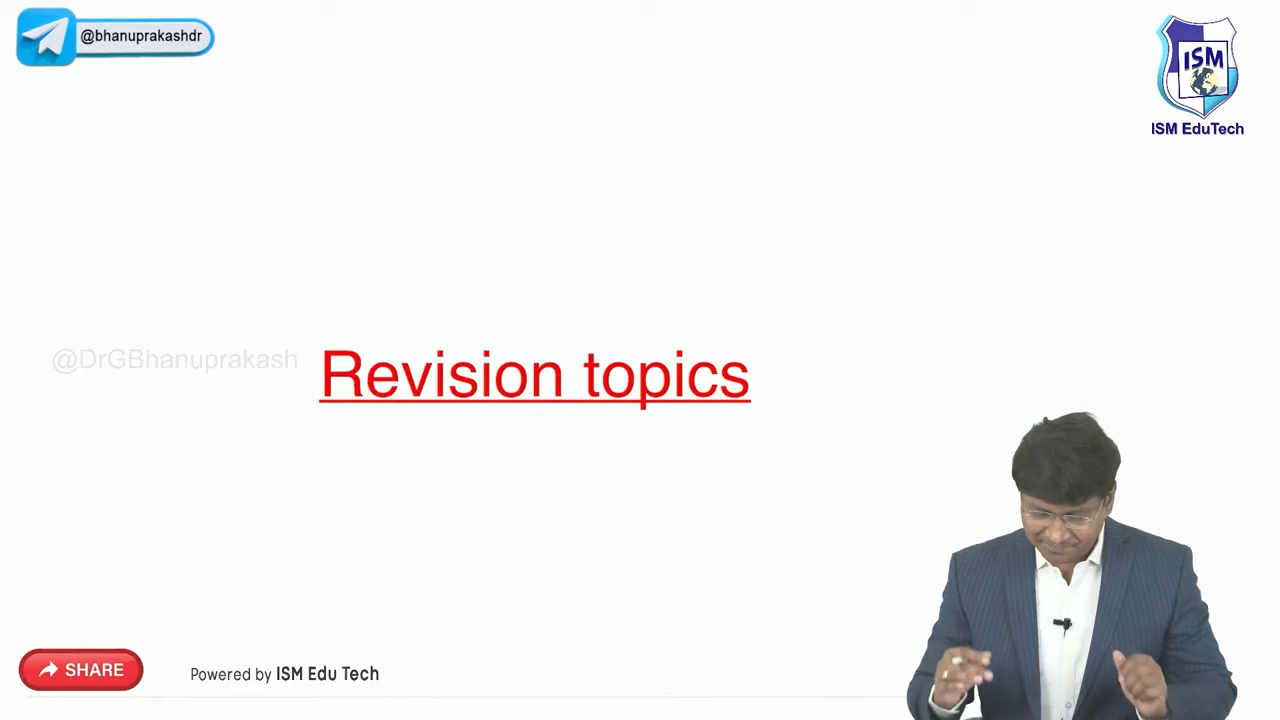 @bhanuprakashdr
ISM
ISM EduTech
@DrGBhanuprakash
Revision topics
SHARE
Powered by ISM Edu Tech